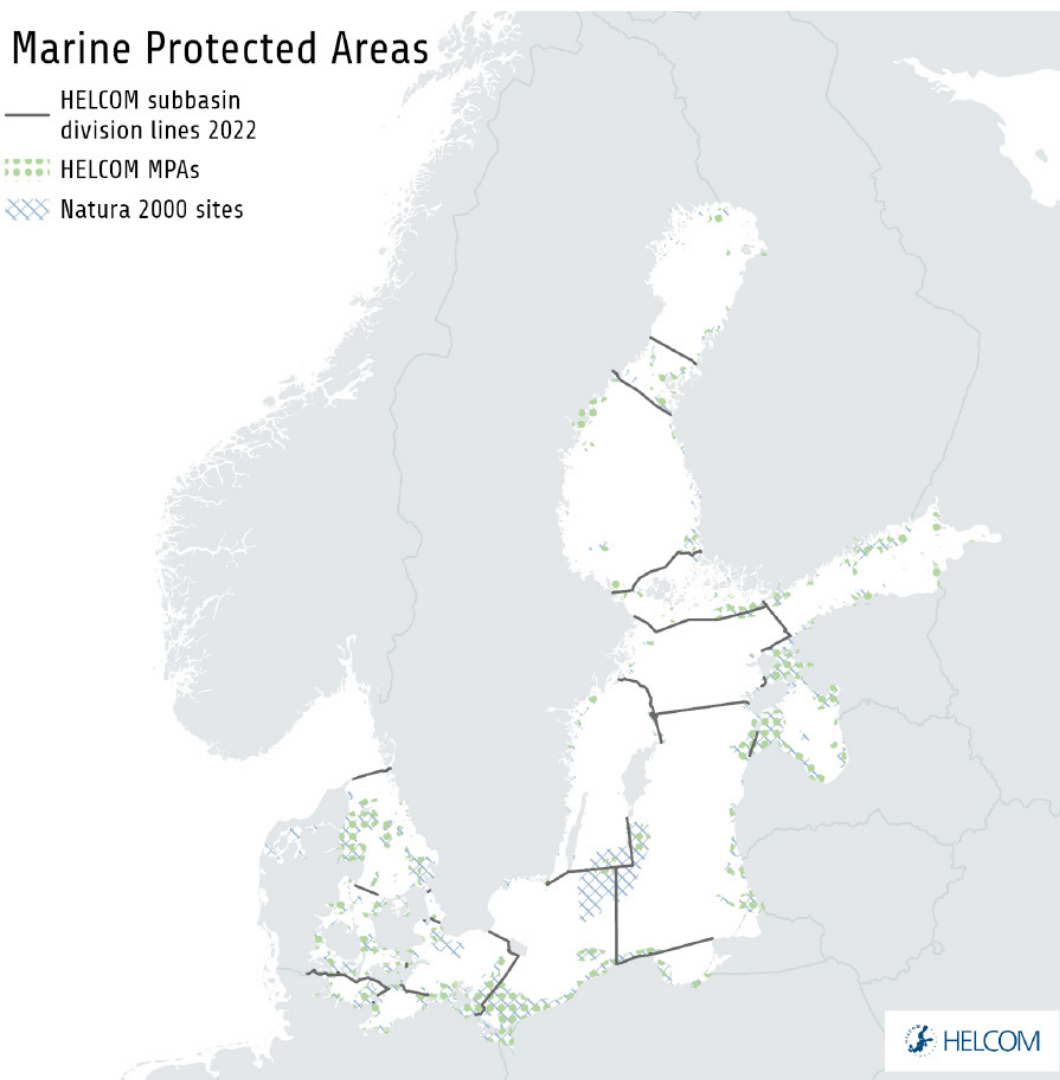 Marine Protected Areas
HELCOM subbasin
division lines 2022
HELCOM MPAs
Natura 2000 sites
HELCOM